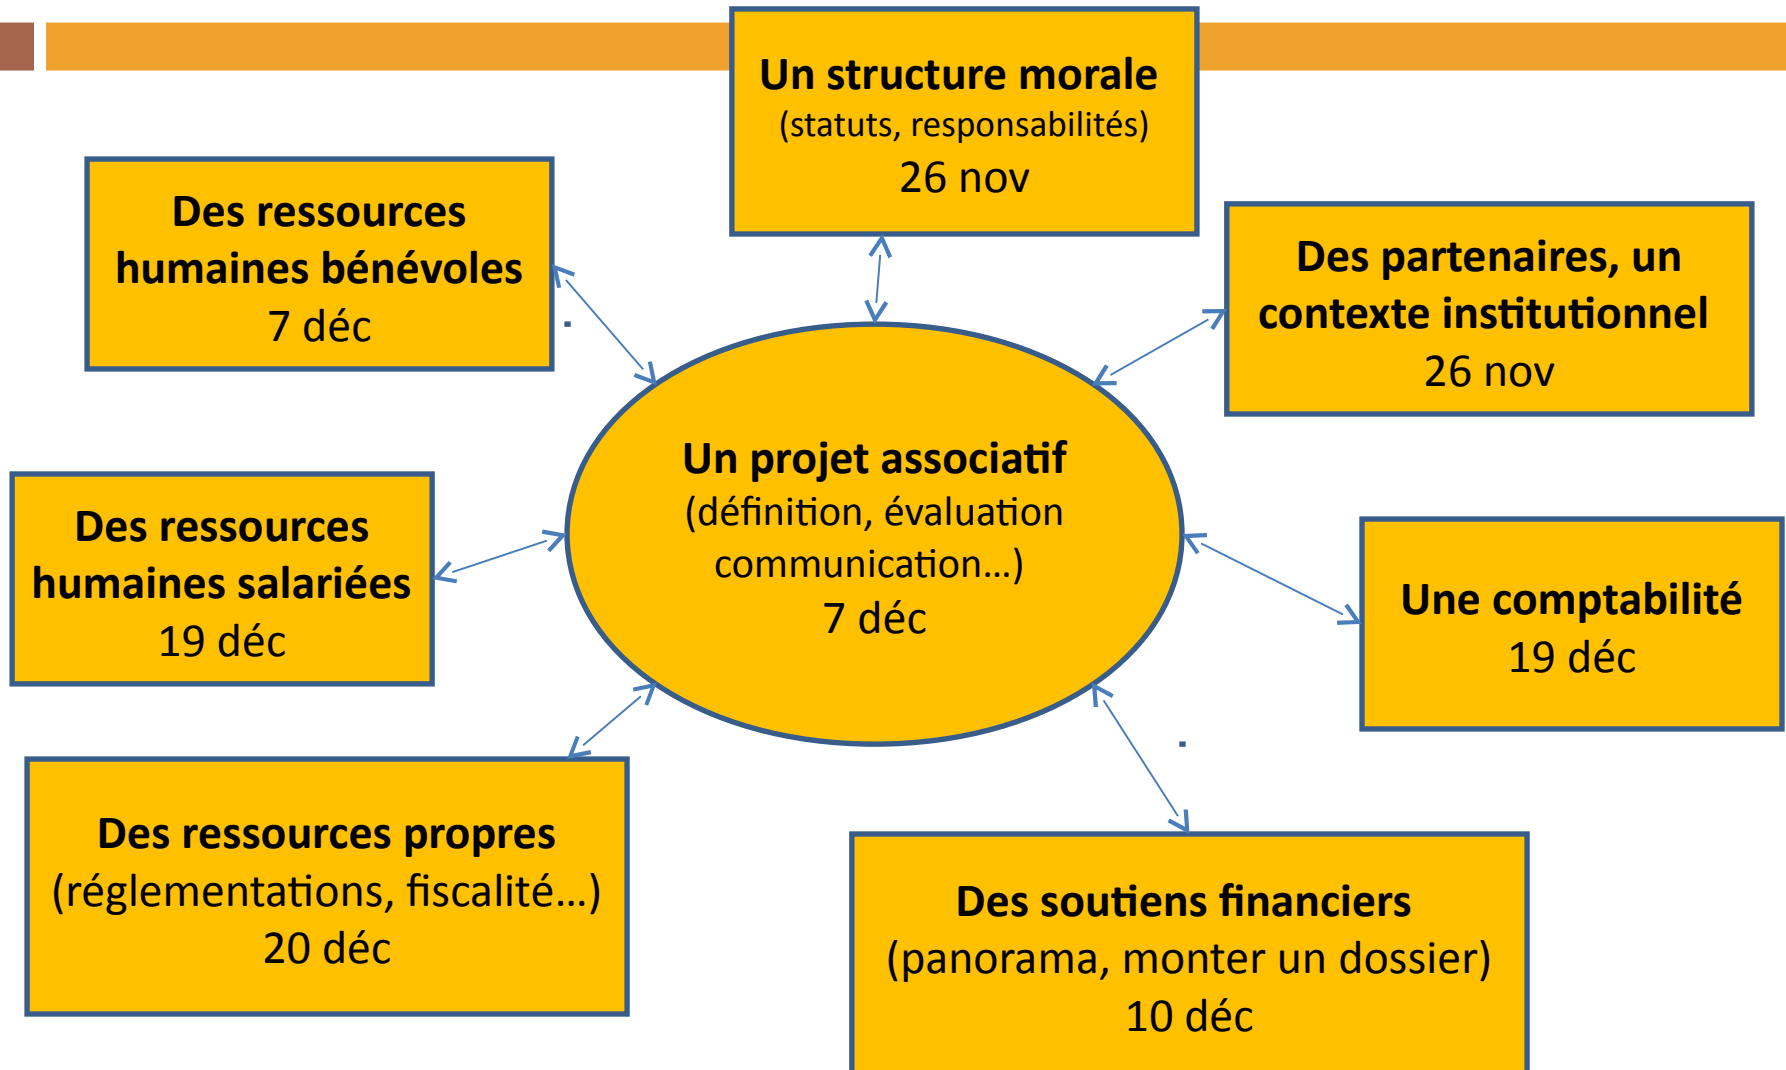 Un structure morale
(statuts, responsabilités)
26 nov
Des ressources
humaines bénévoles
7 déc
Des partenaires, un
contexte institutionnel
26 nov
Un projet associatif
(définition, évaluation
communication…)
7 déc
Des ressources
humaines salariées
19 déc
Une comptabilité
19 déc
Des ressources propres
(réglementations, fiscalité…)
20 déc
Des soutiens financiers
(panorama, monter un dossier)
10 déc